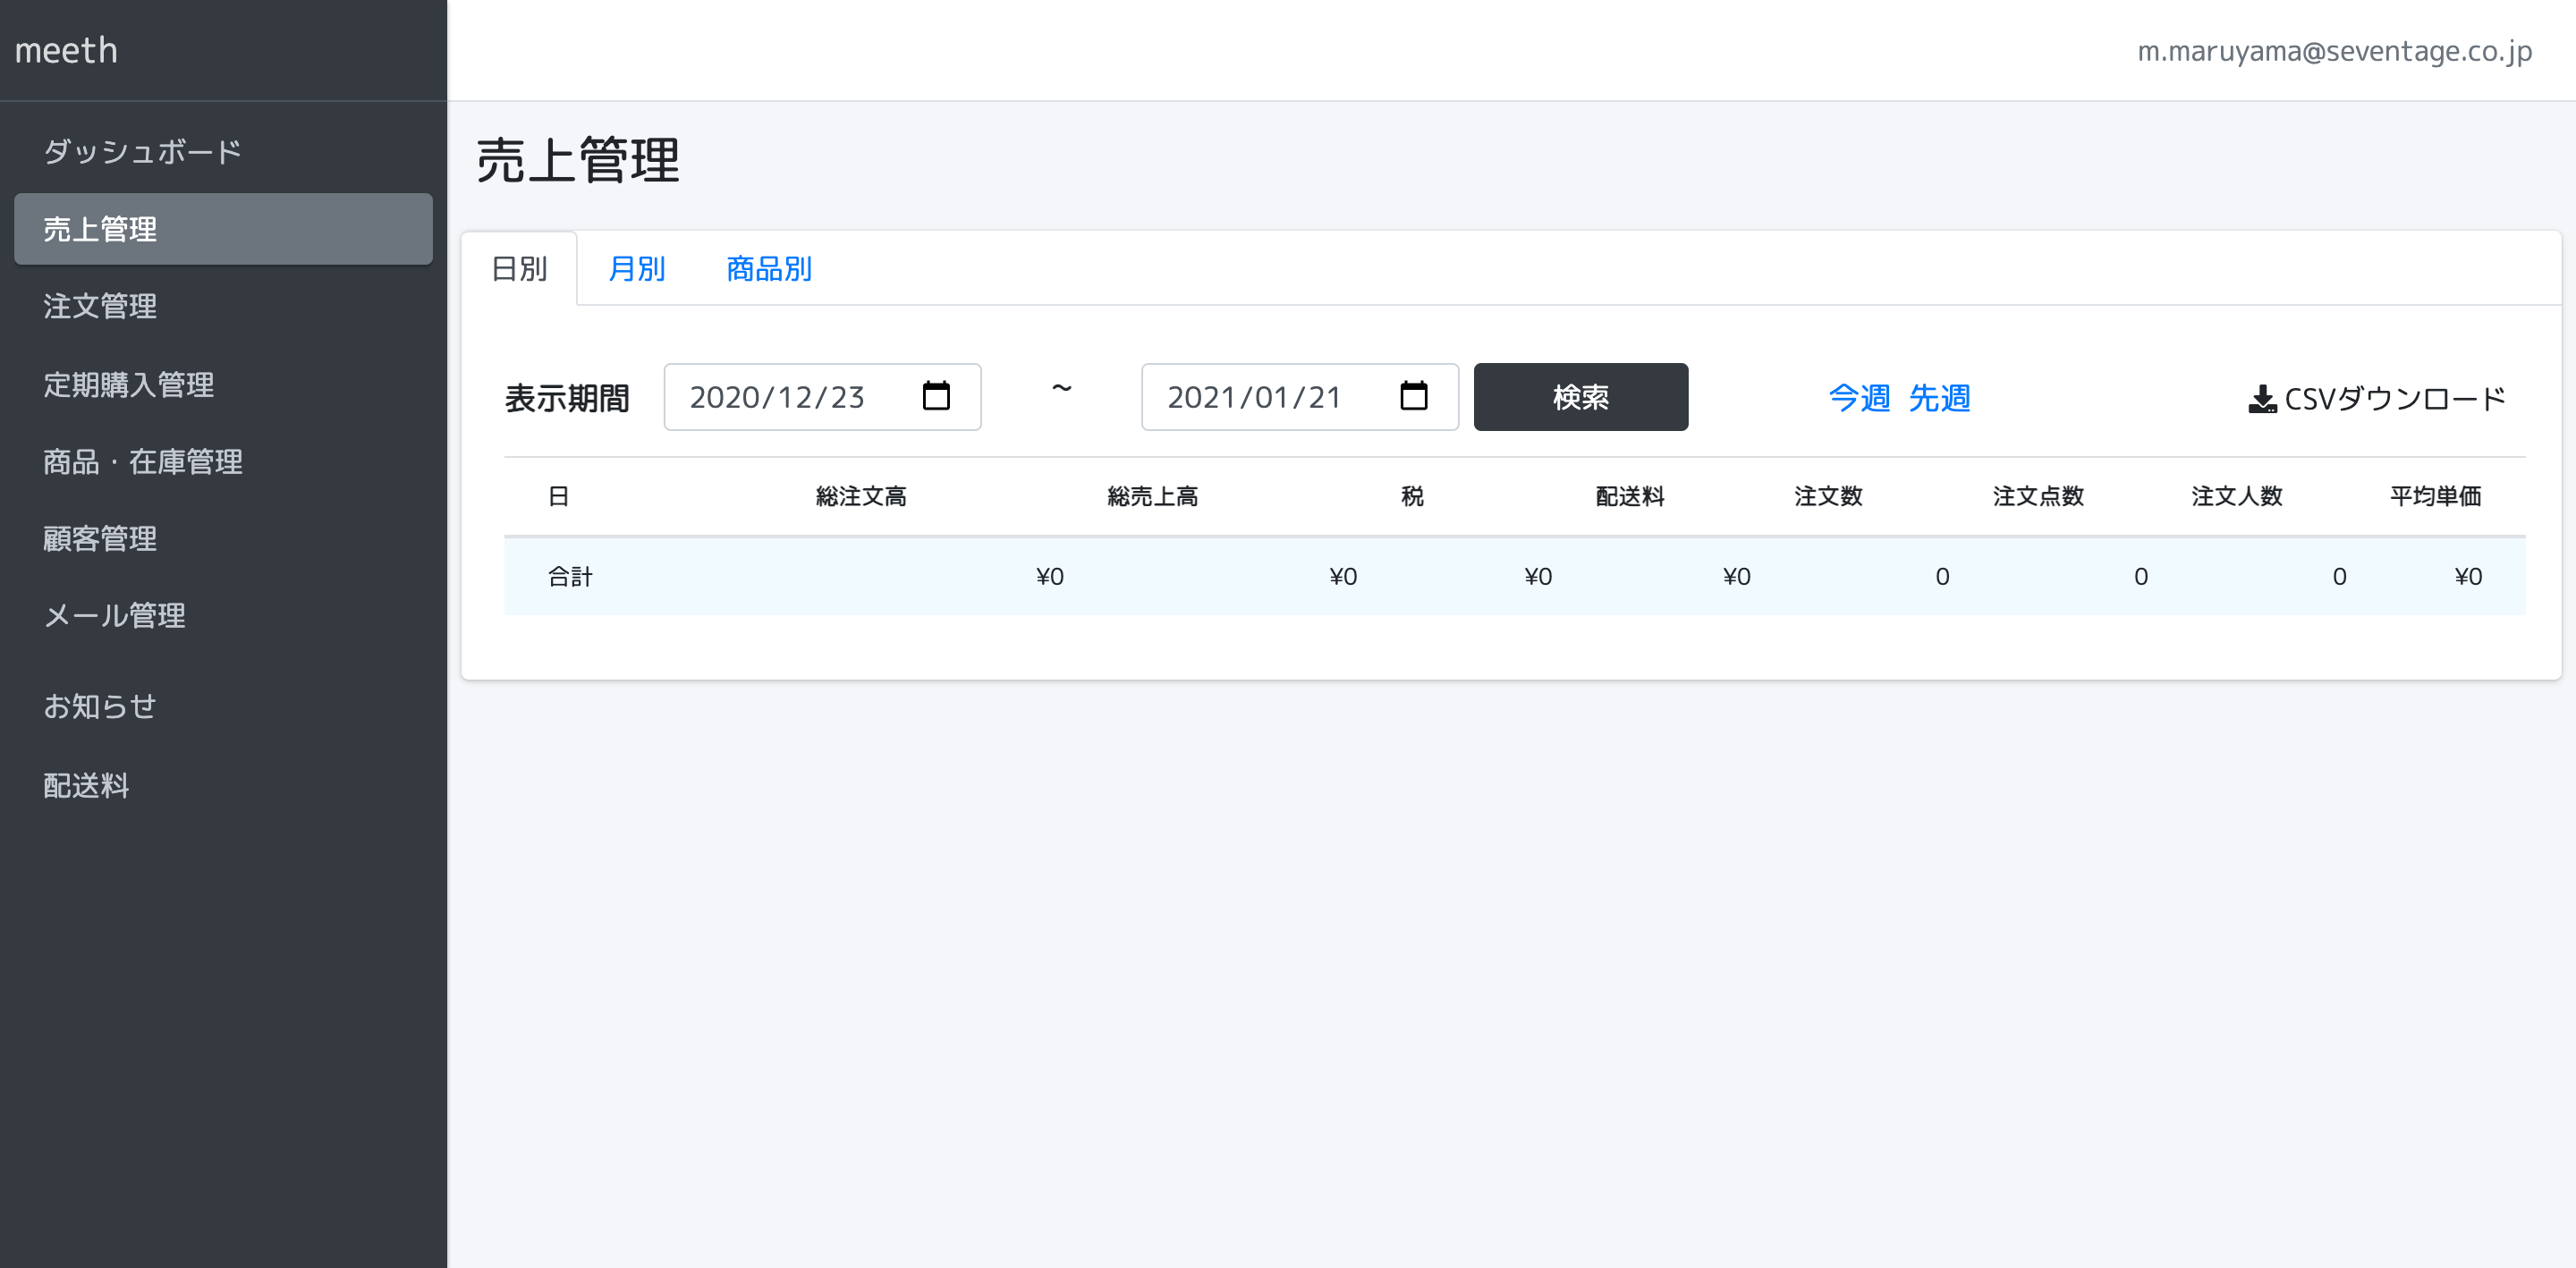 meeth
m.maruyama@seventage.co.jp
ダッシュボード
売上管理
注文管理
定期購入管理
商品・在庫管理
顧客管理
メール管理
お知らせ
配送料
売上管理
日別 月別 商品別
表示期間 2020/12/23 ~ 2021/01/21 検索 今週 先週 CSVダウンロード
日 総注文高 総売上高 税 配送料 注文数 注文点数 注文人数 平均単価
合計 ¥0 ¥0 ¥0 ¥0 0 0 0 ¥0